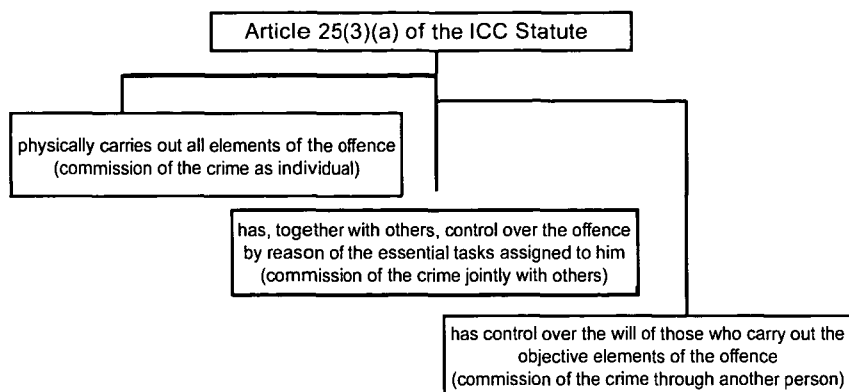 Article 25(3)(a) of the ICC Statute
physically carries out all elements of the offence
(commission of the crime as individual)
has, together with others, control over the offence
by reason of the essential tasks assigned to him
(commission of the crime jointly with others)
has control over the will of those who carry out the
objective elements of the offence
(commission of the crime through another person)